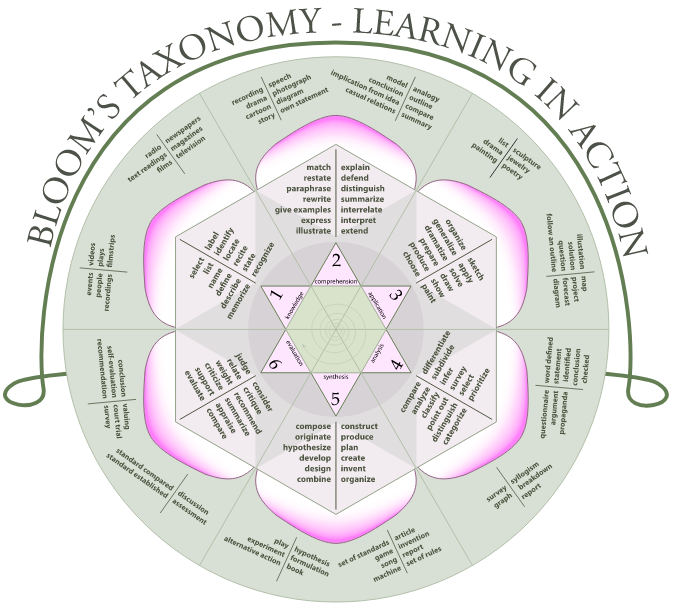 BLOOM'S TAXONOMY - LEARNING IN ACTION
recording
drama
cartoon
story
speech
photograph
diagram
own statement
model
conclusion
implication from idea
casual relations
analogy
outline
compare
summary
radio
text readings
films
newspapers
magazines
television
list
drama
painting
sculpture
jewelry
poetry
videos
plays
filmstrips
events
people
recordings
illustation
solution
question
follow an outline
map
project
forecast
diagram
match
restate
paraphrase
rewrite
give examples
express
illustrate
explain
defend
distinguish
summarize
interrelate
interpret
extend
select
list
name
define
describe
memorize
label
identify
locate
recite
state
recognize
organize
generalize
dramatize
prepare
produce
choose
sketch
apply
solve
draw
show
paint
1
knowledge
2
comprehension
3
application
4
analysis
5
synthesis
6
evaluation
judge
relate
weight
criticize
support
evaluate
consider
critique
recommend
summarize
appraise
compare
compare
analyze
classify
point out
distinguish
categorize
differentiate
subdivide
infer
survey
select
prioritize
compose
originate
hypothesize
develop
design
combine
construct
produce
plan
create
invent
organize
conclusion
self-evaluation
recommendation
valuing
court trial
survey
word defined
statement
identified
conclusion
checked
questionnaire
argument
propaganda
standard compared
standard established
discussion
assessment
survey
graph
syllogism
breakdown
report
play
experiment
alternative action
hypothesis
formulation
book
set of standards
game
song
machine
article
invention
report
set of rules